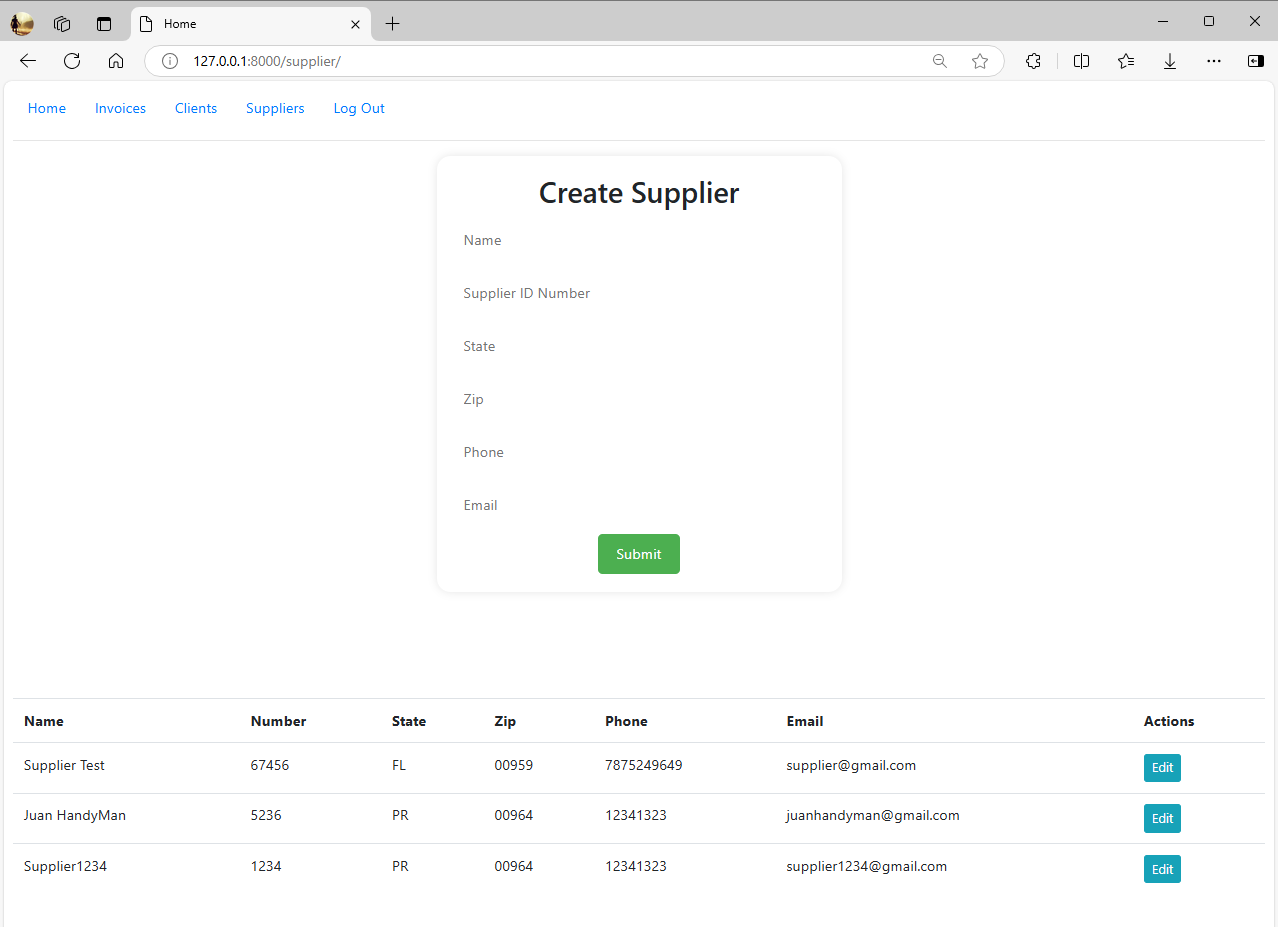 Home
127.0.0.1:8000/supplier/
Home Invoices Clients Suppliers Log Out
Create Supplier
Name
Supplier ID Number
State
Zip
Phone
Email
Submit
Name Number State Zip Phone Email Actions
Supplier Test 67456 FL 00959 7875249649 supplier@gmail.com Edit
Juan HandyMan 5236 PR 00964 12341323 juanhandyman@gmail.com Edit
Supplier1234 1234 PR 00964 12341323 supplier1234@gmail.com Edit